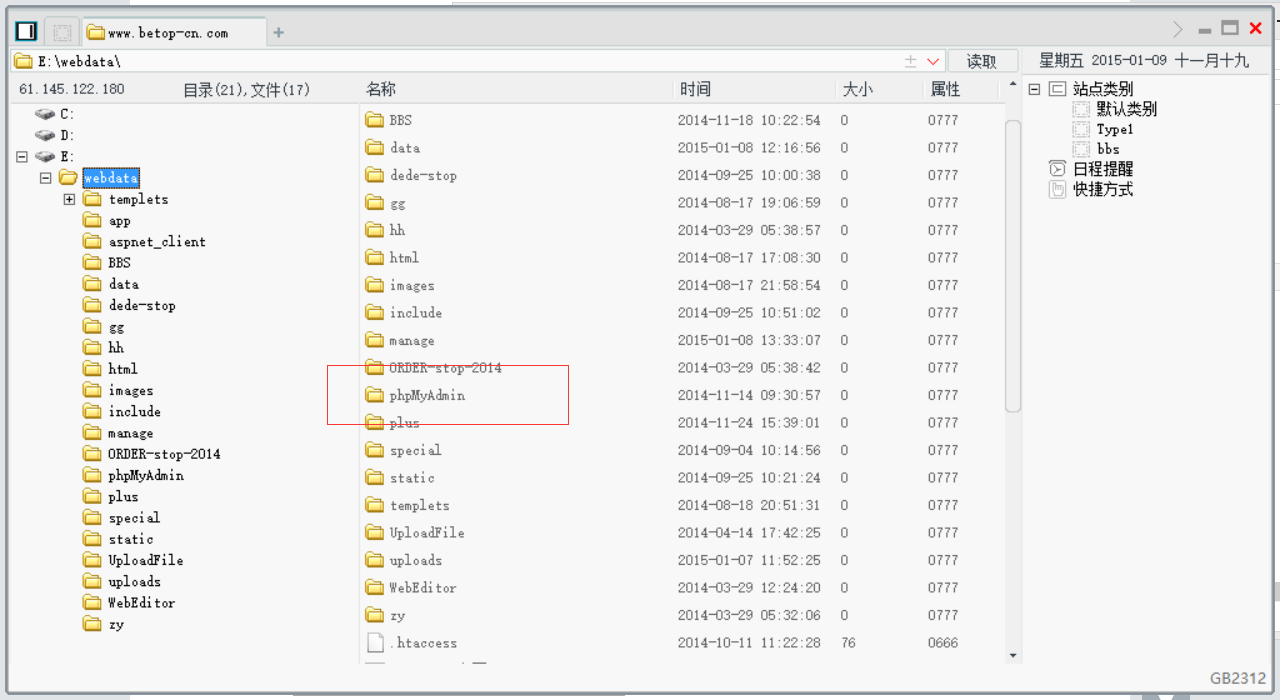 www.betop-cn.com
E:\webdata\
读取
星期五 2015-01-09 十一月十九
61.145.122.180 目录(21),文件(17)
名称 时间 大小 属性
C:
D:
E:
webdata
templets
app
aspnet_client
BBS
data
dede-stop
gg
hh
html
images
include
manage
ORDER-stop-2014
phpMyAdmin
plus
special
static
UploadFile
uploads
WebEditor
zy
BBS 2014-11-18 10:22:54 0 0777
data 2015-01-08 12:16:56 0 0777
dede-stop 2014-09-25 10:00:38 0 0777
gg 2014-08-17 19:06:59 0 0777
hh 2014-03-29 05:38:57 0 0777
html 2014-08-17 17:08:30 0 0777
images 2014-08-17 21:58:54 0 0777
include 2014-09-25 10:51:02 0 0777
manage 2015-01-08 13:33:07 0 0777
ORDER-stop-2014 2014-03-29 05:38:42 0 0777
phpMyAdmin 2014-11-14 09:30:57 0 0777
plus 2014-11-24 15:39:01 0 0777
special 2014-09-04 10:14:56 0 0777
static 2014-09-25 10:21:24 0 0777
templets 2014-08-18 20:51:31 0 0777
UploadFile 2014-04-14 17:42:25 0 0777
uploads 2015-01-07 11:52:25 0 0777
WebEditor 2014-03-29 12:24:20 0 0777
zy 2014-03-29 05:32:06 0 0777
.htaccess 2014-10-11 11:22:28 76 0666
站点类别
默认类别
Type1
bbs
日程提醒
快捷方式
GB2312